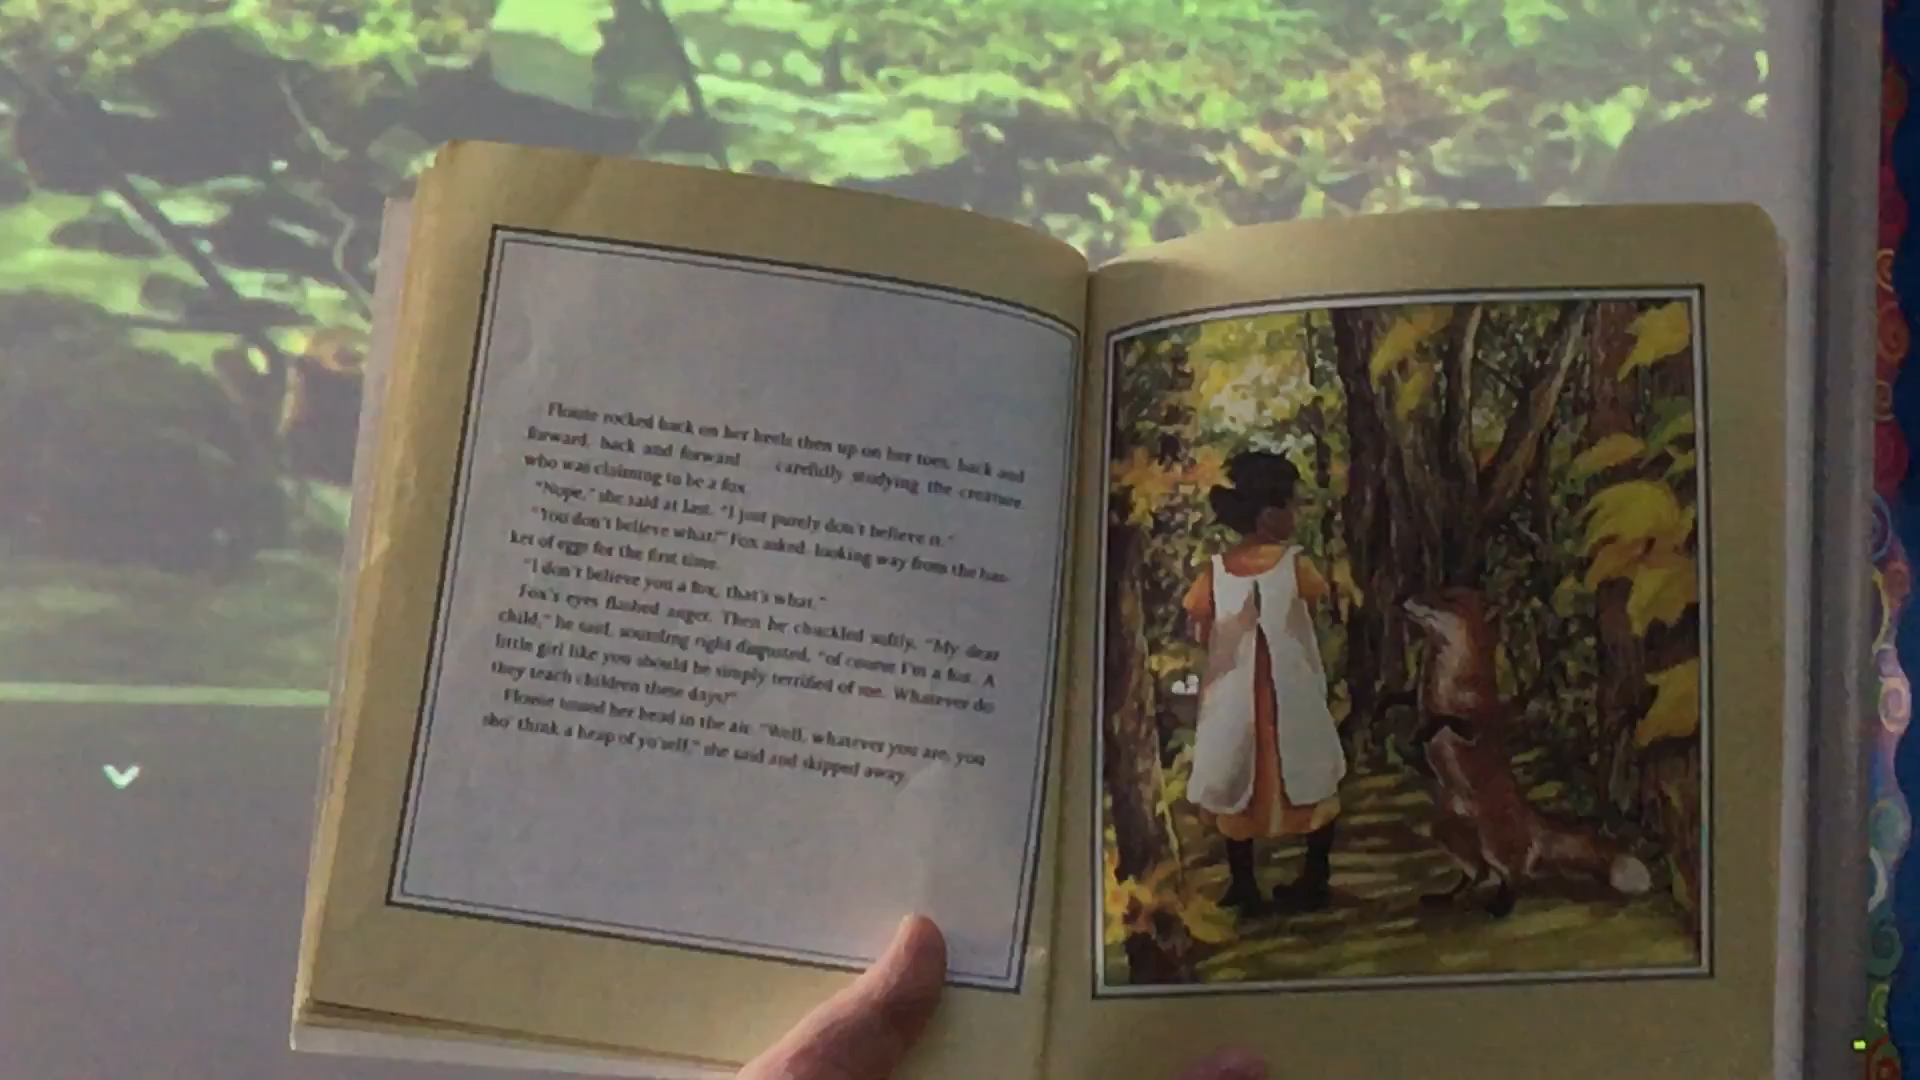 Flossie rocked back on her heels then up on her toes, back and
forward, back and forward . . . carefully studying the creature
who was claiming to be a fox.
"Nope," she said at last. "I just purely don't believe it."
"You don't believe what?" Fox asked, looking way from the bas-
ket of eggs for the first time.
"I don't believe you a fox, that's what."
Fox's eyes flashed anger. Then he chuckled softly. "My dear
child," he said, sounding right disgusted, "of course I'm a fox. A
little girl like you should be simply terrified of me. Whatever do
they teach children these days?"
Flossie tossed her head in the air. "Well, whatever you are, you
sho' think a heap of yo'self," she said and skipped away.